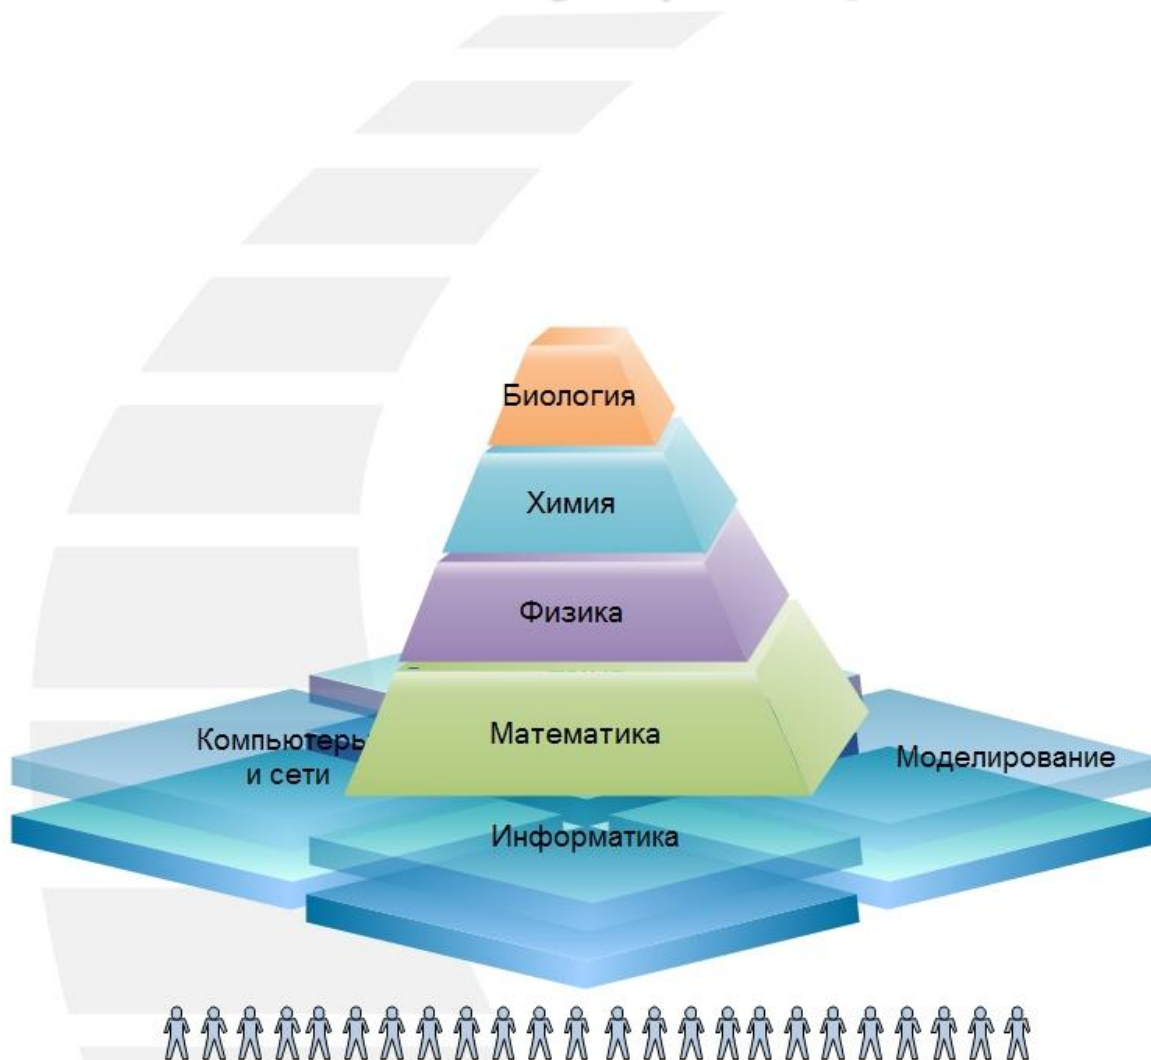 Биология
Химия
Физика
Математика
Компьютеры
и сети
Моделирование
Информатика